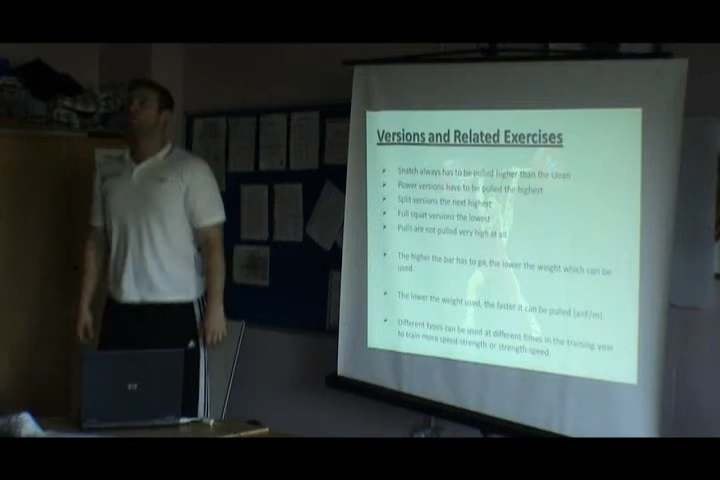 Versions and Related Exercises
Snatch always has to be pulled higher than the clean
Power versions have to be pulled the highest
Split versions the next highest
Full squat versions the lowest
Pulls are not pulled very high at all
The higher the bar has to go, the lower the weight which can be
used.
The lower the weight used, the faster it can be pulled (a=F/m)
Different types can be used at different times in the training year
to train more speed-strength or strength-speed.
hp